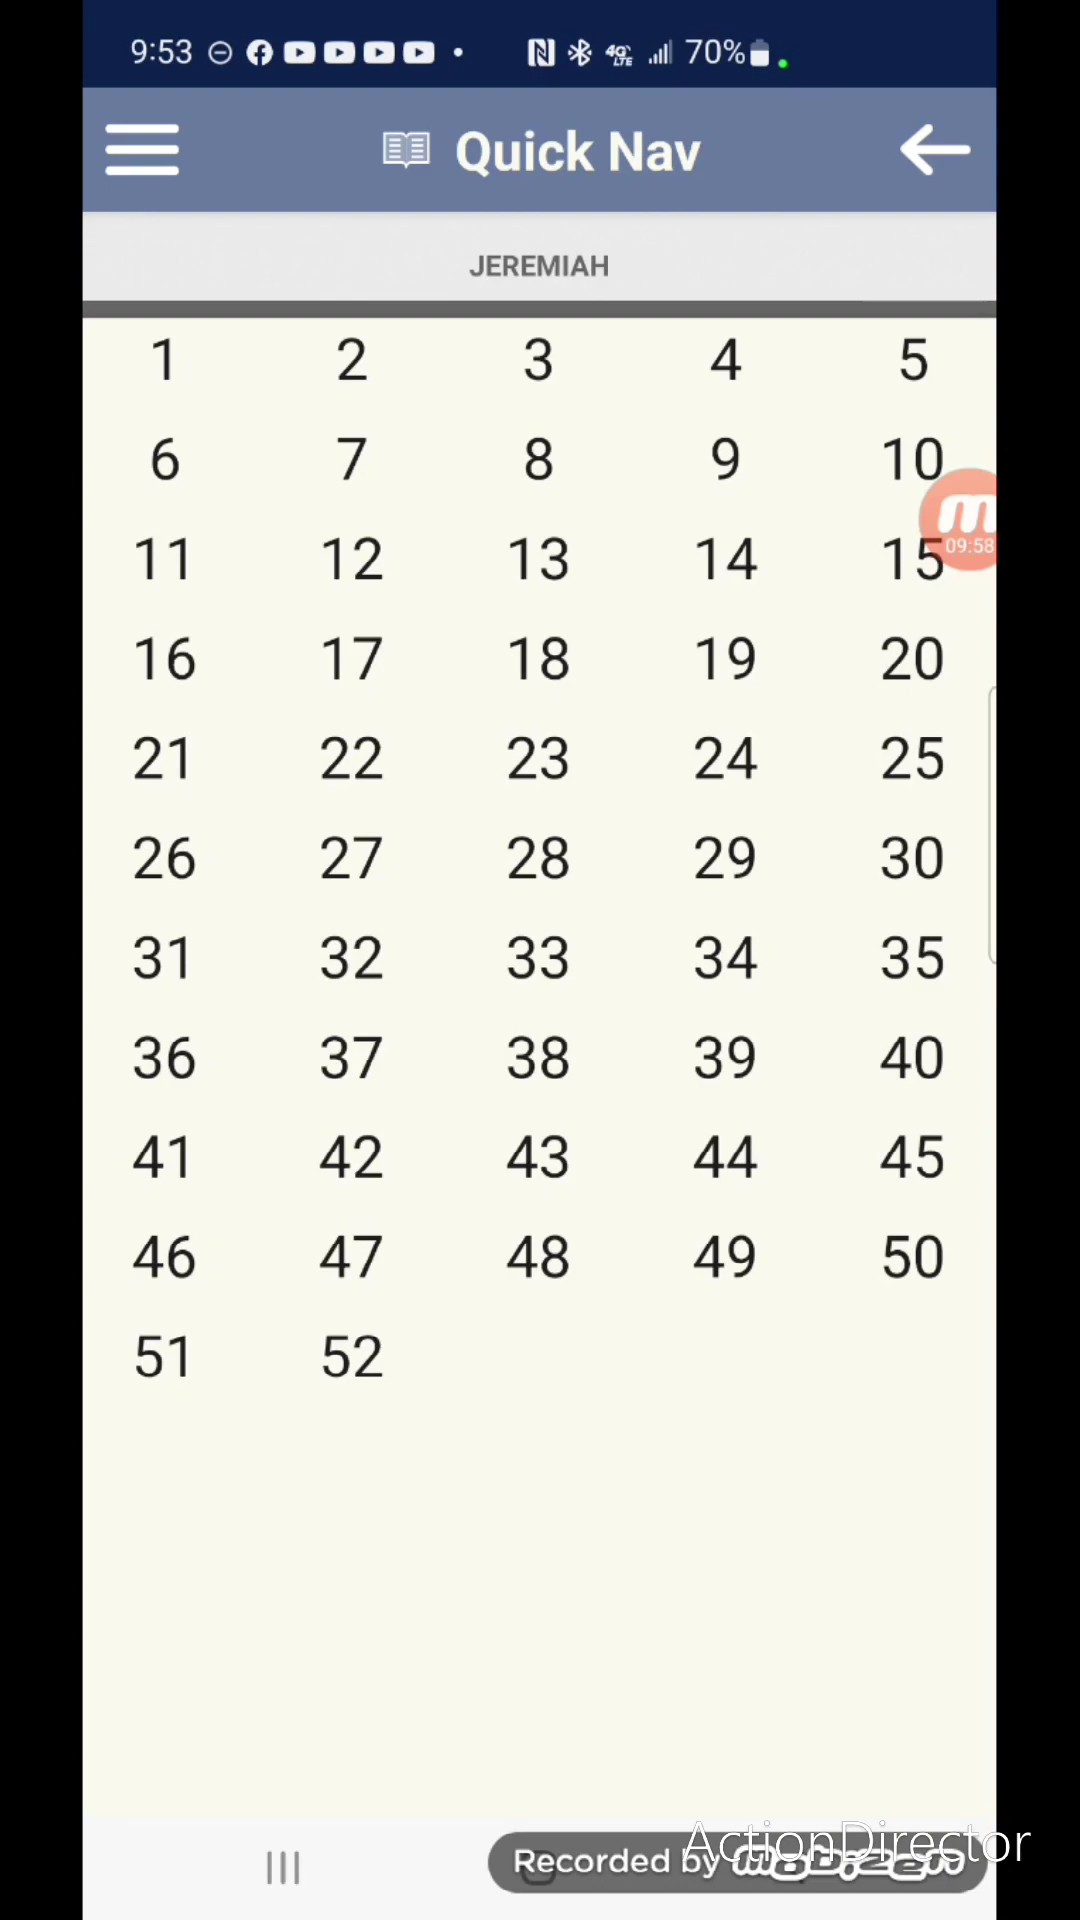 9:53 4G LTE 70%
Quick Nav
JEREMIAH
1 2 3 4 5
6 7 8 9 10
m
09:58
11 12 13 14 15
16 17 18 19 20
21 22 23 24 25
26 27 28 29 30
31 32 33 34 35
36 37 38 39 40
41 42 43 44 45
46 47 48 49 50
51 52
ActionDirector
Recorded by mobizen